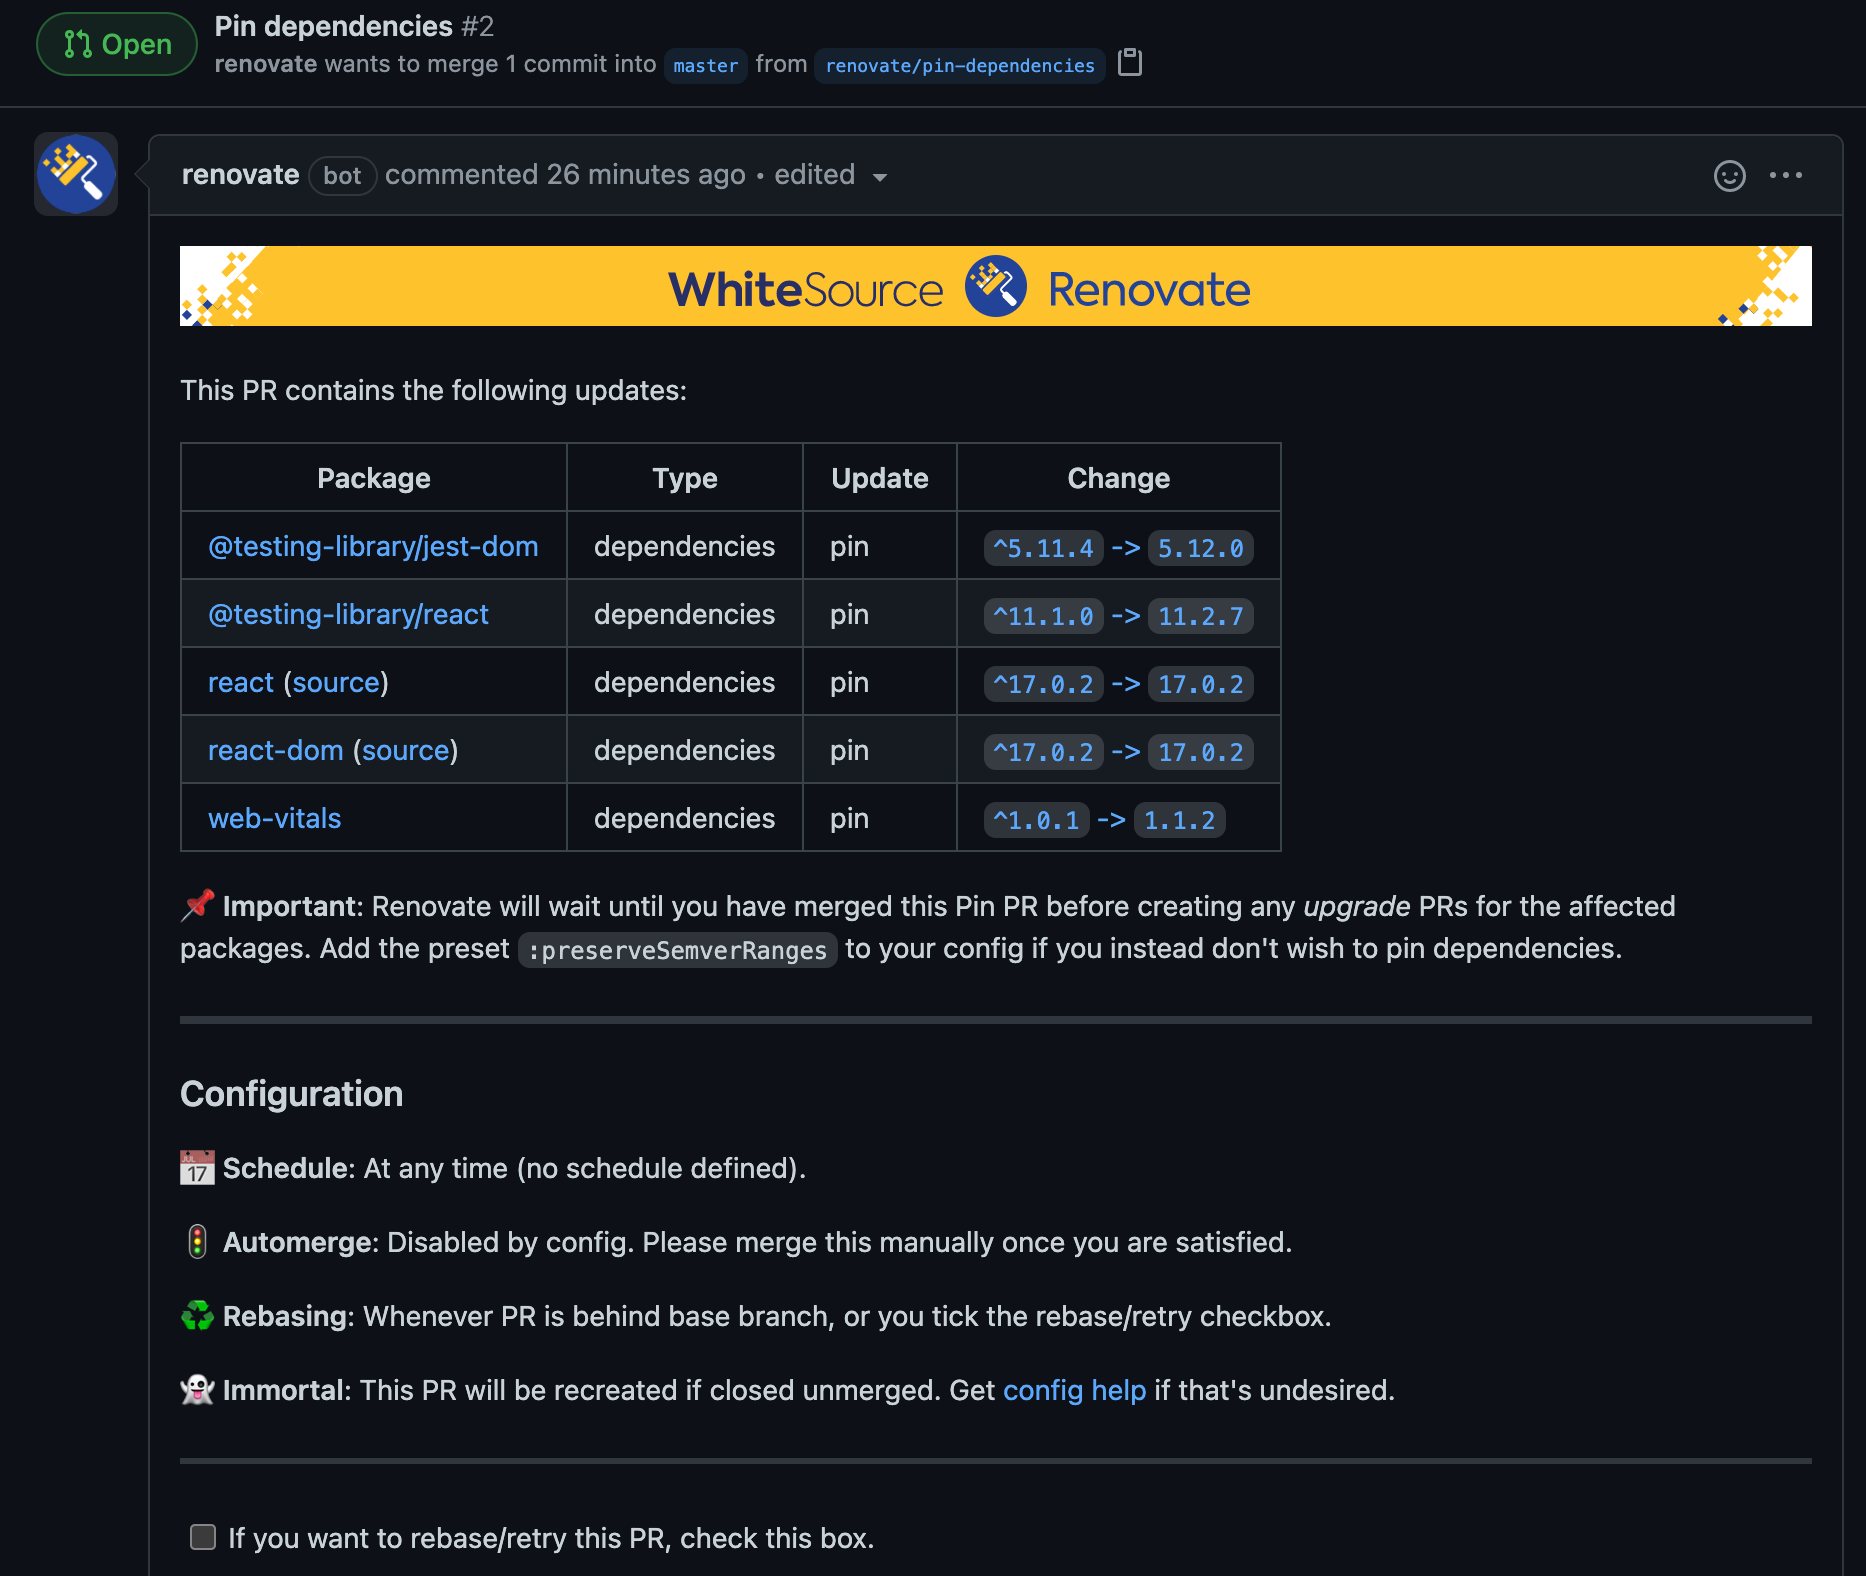 Open
Pin dependencies #2
renovate wants to merge 1 commit into master from renovate/pin-dependencies
renovate bot commented 26 minutes ago • edited
WhiteSource Renovate
This PR contains the following updates:
Package Type Update Change
@testing-library/jest-dom dependencies pin ^5.11.4 -> 5.12.0
@testing-library/react dependencies pin ^11.1.0 -> 11.2.7
react (source) dependencies pin ^17.0.2 -> 17.0.2
react-dom (source) dependencies pin ^17.0.2 -> 17.0.2
web-vitals dependencies pin ^1.0.1 -> 1.1.2
📌 Important: Renovate will wait until you have merged this Pin PR before creating any upgrade PRs for the affected
packages. Add the preset :preserveSemverRanges to your config if you instead don't wish to pin dependencies.
Configuration
📅 Schedule: At any time (no schedule defined).
🚦 Automerge: Disabled by config. Please merge this manually once you are satisfied.
♻ Rebasing: Whenever PR is behind base branch, or you tick the rebase/retry checkbox.
👻 Immortal: This PR will be recreated if closed unmerged. Get config help if that's undesired.
If you want to rebase/retry this PR, check this box.